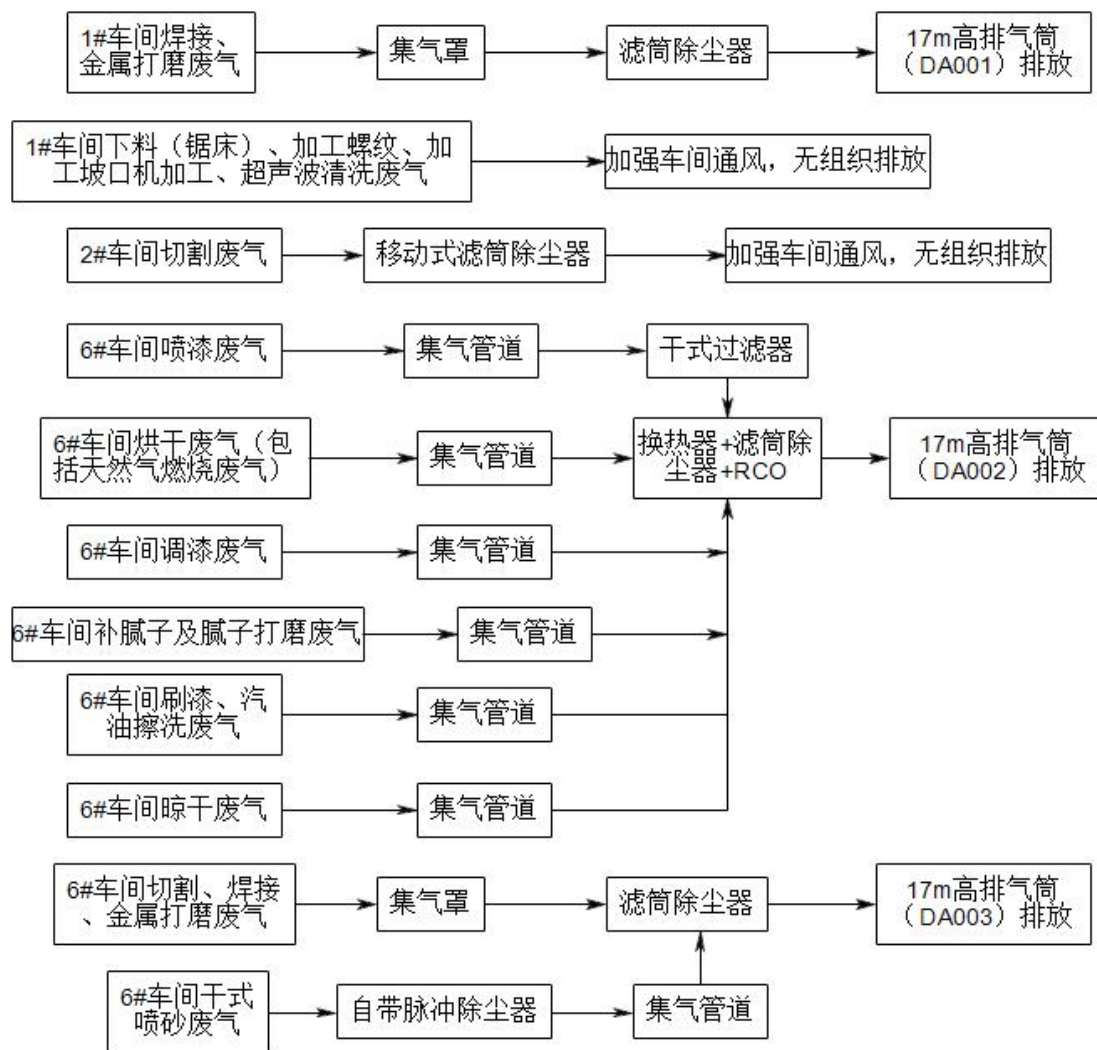 1#车间焊接、
金属打磨废气
集气罩
滤筒除尘器
17m高排气筒
（DA001）排放
1#车间下料（锯床）、加工螺纹、加
工坡口机加工、超声波清洗废气
加强车间通风，无组织排放
2#车间切割废气
移动式滤筒除尘器
加强车间通风，无组织排放
6#车间喷漆废气
集气管道
干式过滤器
6#车间烘干废气（包
括天然气燃烧废气）
集气管道
换热器+滤筒除
尘器+RCO
17m高排气筒
（DA002）排放
6#车间调漆废气
集气管道
6#车间补腻子及腻子打磨废气
集气管道
6#车间刷漆、汽
油擦洗废气
集气管道
6#车间晾干废气
集气管道
6#车间切割、焊接
、金属打磨废气
集气罩
滤筒除尘器
17m高排气筒
（DA003）排放
6#车间干式
喷砂废气
自带脉冲除尘器
集气管道